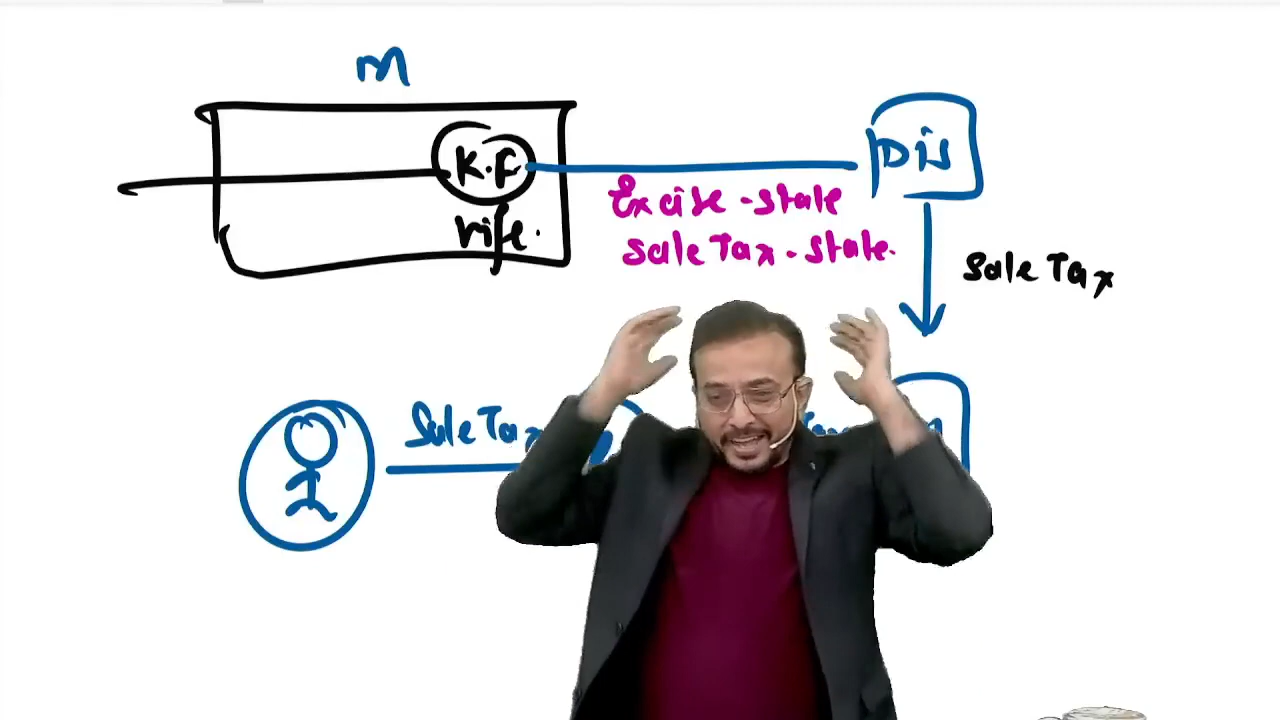 M
K.F
Dis
Excise - state
Sale Tax - state.
Sale Tax
Sale Tax